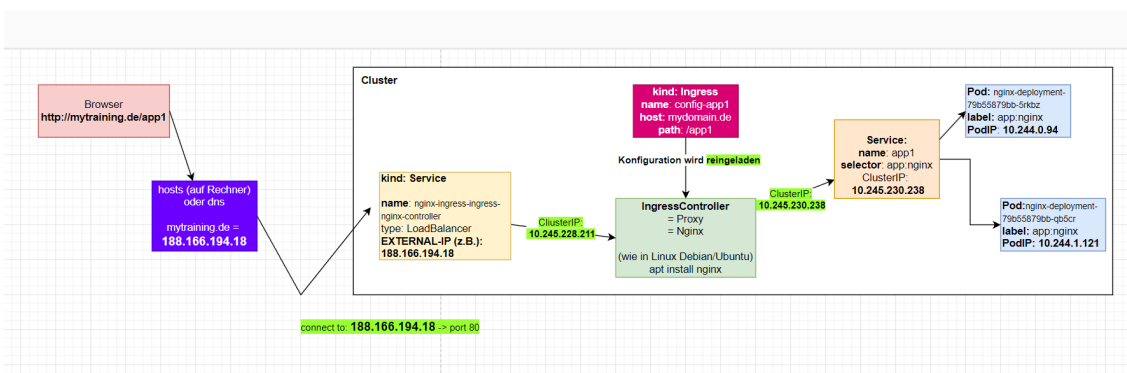 Cluster
Browser
http://mytraining.de/app1
hosts (auf Rechner)
oder dns
mytraining.de =
188.166.194.18
connect to: 188.166.194.18 -> port 80
kind: Service
name: nginx-ingress-ingress-
nginx-controller
type: LoadBalancer
EXTERNAL-IP (z.B.):
188.166.194.18
CliusterIP:
10.245.228.211
kind: Ingress
name: config-app1
host: mydomain.de
path: /app1
Konfiguration wird reingeladen
IngressController
= Proxy
= Nginx
(wie in Linux Debian/Ubuntu)
apt install nginx
ClusterIP:
10.245.230.238
Service:
name: app1
selector: app:nginx
ClusterIP:
10.245.230.238
Pod: nginx-deployment-
79b55879bb-5rkbz
label: app:nginx
PodIP: 10.244.0.94
Pod:nginx-deployment-
79b55879bb-qb5cr
label: app:nginx
PodIP: 10.244.1.121